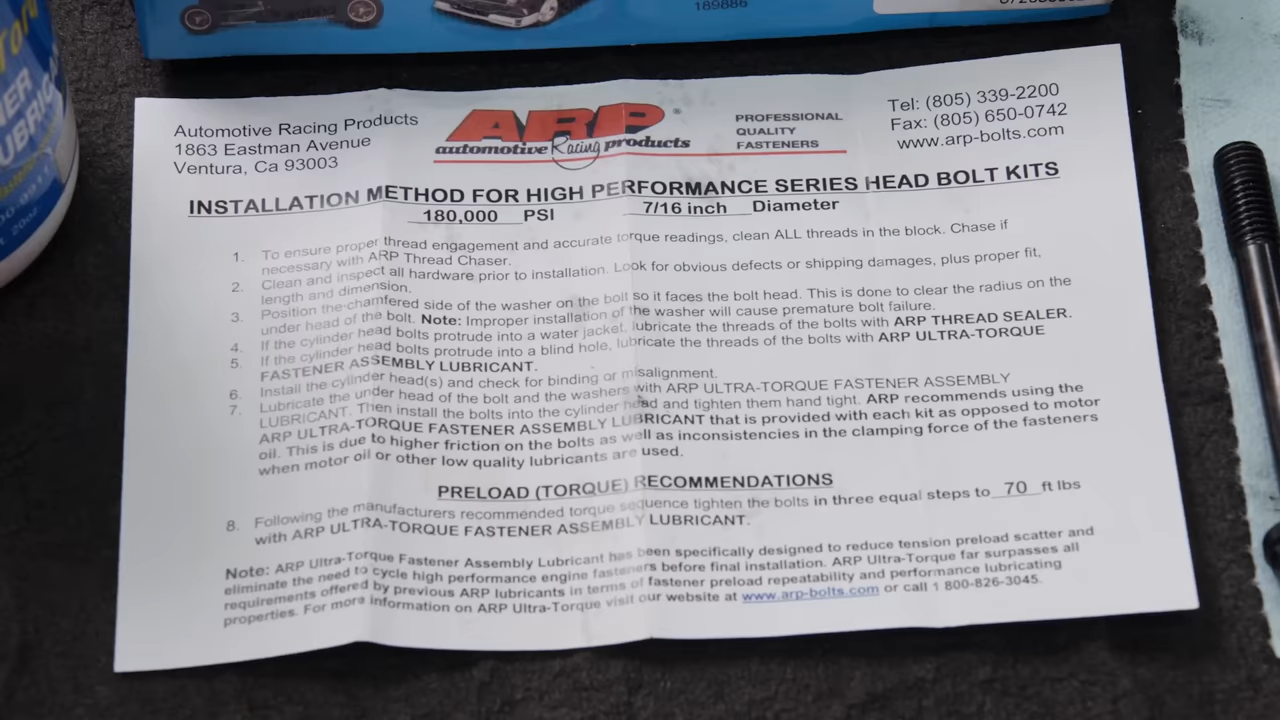 189886
Automotive Racing Products
1863 Eastman Avenue
Ventura, Ca 93003
ARP ®
automotive Racing products
PROFESSIONAL
QUALITY
FASTENERS
Tel: (805) 339-2200
Fax: (805) 650-0742
www.arp-bolts.com
INSTALLATION METHOD FOR HIGH PERFORMANCE SERIES HEAD BOLT KITS
180,000 PSI 7/16 inch Diameter
1. To ensure proper thread engagement and accurate torque readings, clean ALL threads in the block. Chase if
necessary with ARP Thread Chaser.
2. Clean and inspect all hardware prior to installation. Look for obvious defects or shipping damages, plus proper fit,
length and dimension.
3. Position the chamfered side of the washer on the bolt so it faces the bolt head. This is done to clear the radius on the
under head of the bolt. Note: Improper installation of the washer will cause premature bolt failure.
4. If the cylinder head bolts protrude into a water jacket, lubricate the threads of the bolts with ARP THREAD SEALER.
5. If the cylinder head bolts protrude into a blind hole, lubricate the threads of the bolts with ARP ULTRA-TORQUE
FASTENER ASSEMBLY LUBRICANT.
6. Install the cylinder head(s) and check for binding or misalignment.
7. Lubricate the under head of the bolt and the washers with ARP ULTRA-TORQUE FASTENER ASSEMBLY
LUBRICANT. Then install the bolts into the cylinder head and tighten them hand tight. ARP recommends using the
ARP ULTRA-TORQUE FASTENER ASSEMBLY LUBRICANT that is provided with each kit as opposed to motor
oil. This is due to higher friction on the bolts as well as inconsistencies in the clamping force of the fasteners
when motor oil or other low quality lubricants are used.
PRELOAD (TORQUE) RECOMMENDATIONS
8. Following the manufacturers recommended torque sequence tighten the bolts in three equal steps to 70 ft lbs
with ARP ULTRA-TORQUE FASTENER ASSEMBLY LUBRICANT.
Note: ARP Ultra-Torque Fastener Assembly Lubricant has been specifically designed to reduce tension preload scatter and
eliminate the need to cycle high performance engine fasteners before final installation. ARP Ultra-Torque far surpasses all
requirements offered by previous ARP lubricants in terms of fastener preload repeatability and performance lubricating
properties. For more information on ARP Ultra-Torque visit our website at www.arp-bolts.com or call 1 800-826-3045.